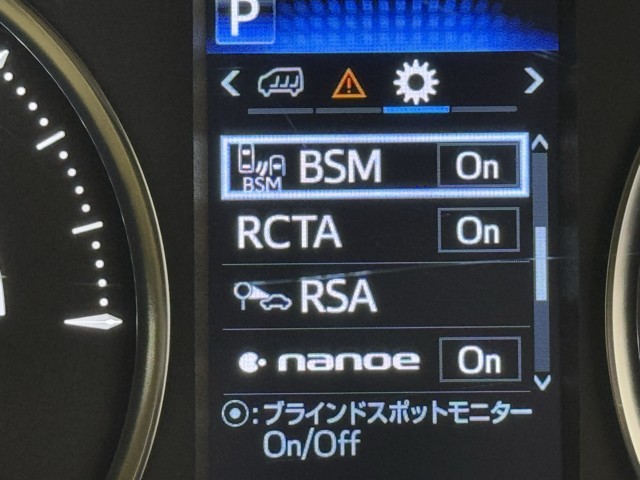 P
BSM BSM On
RCTA On
RSA
nanoe On
:ブラインドスポットモニター
On/Off